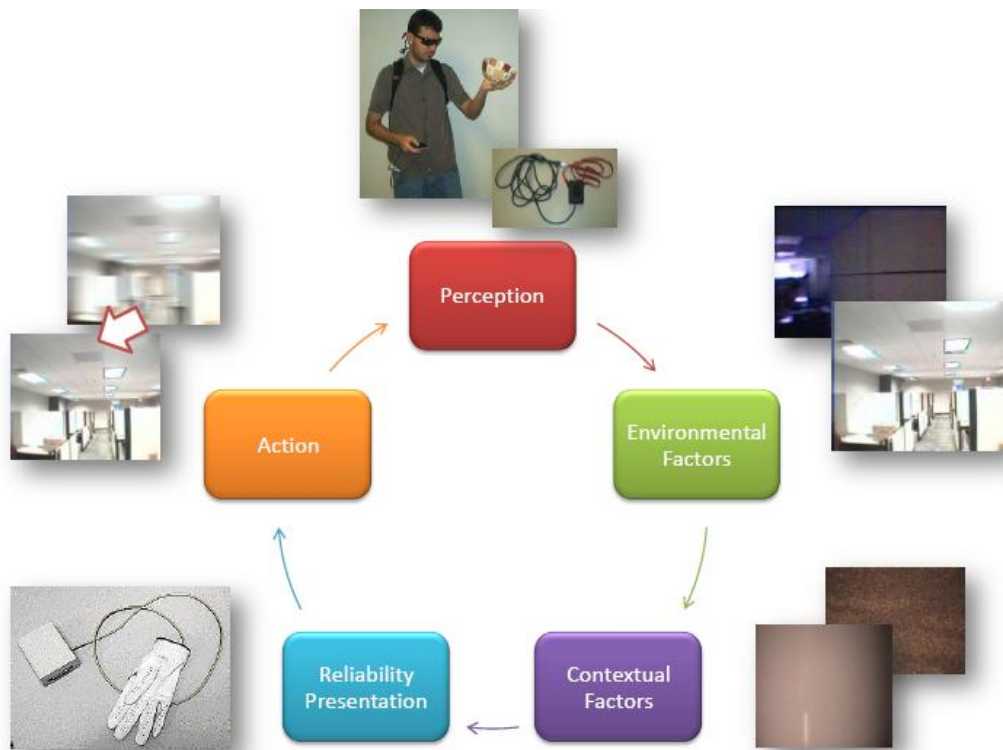 Perception
Environmental
Factors
Contextual
Factors
Reliability
Presentation
Action